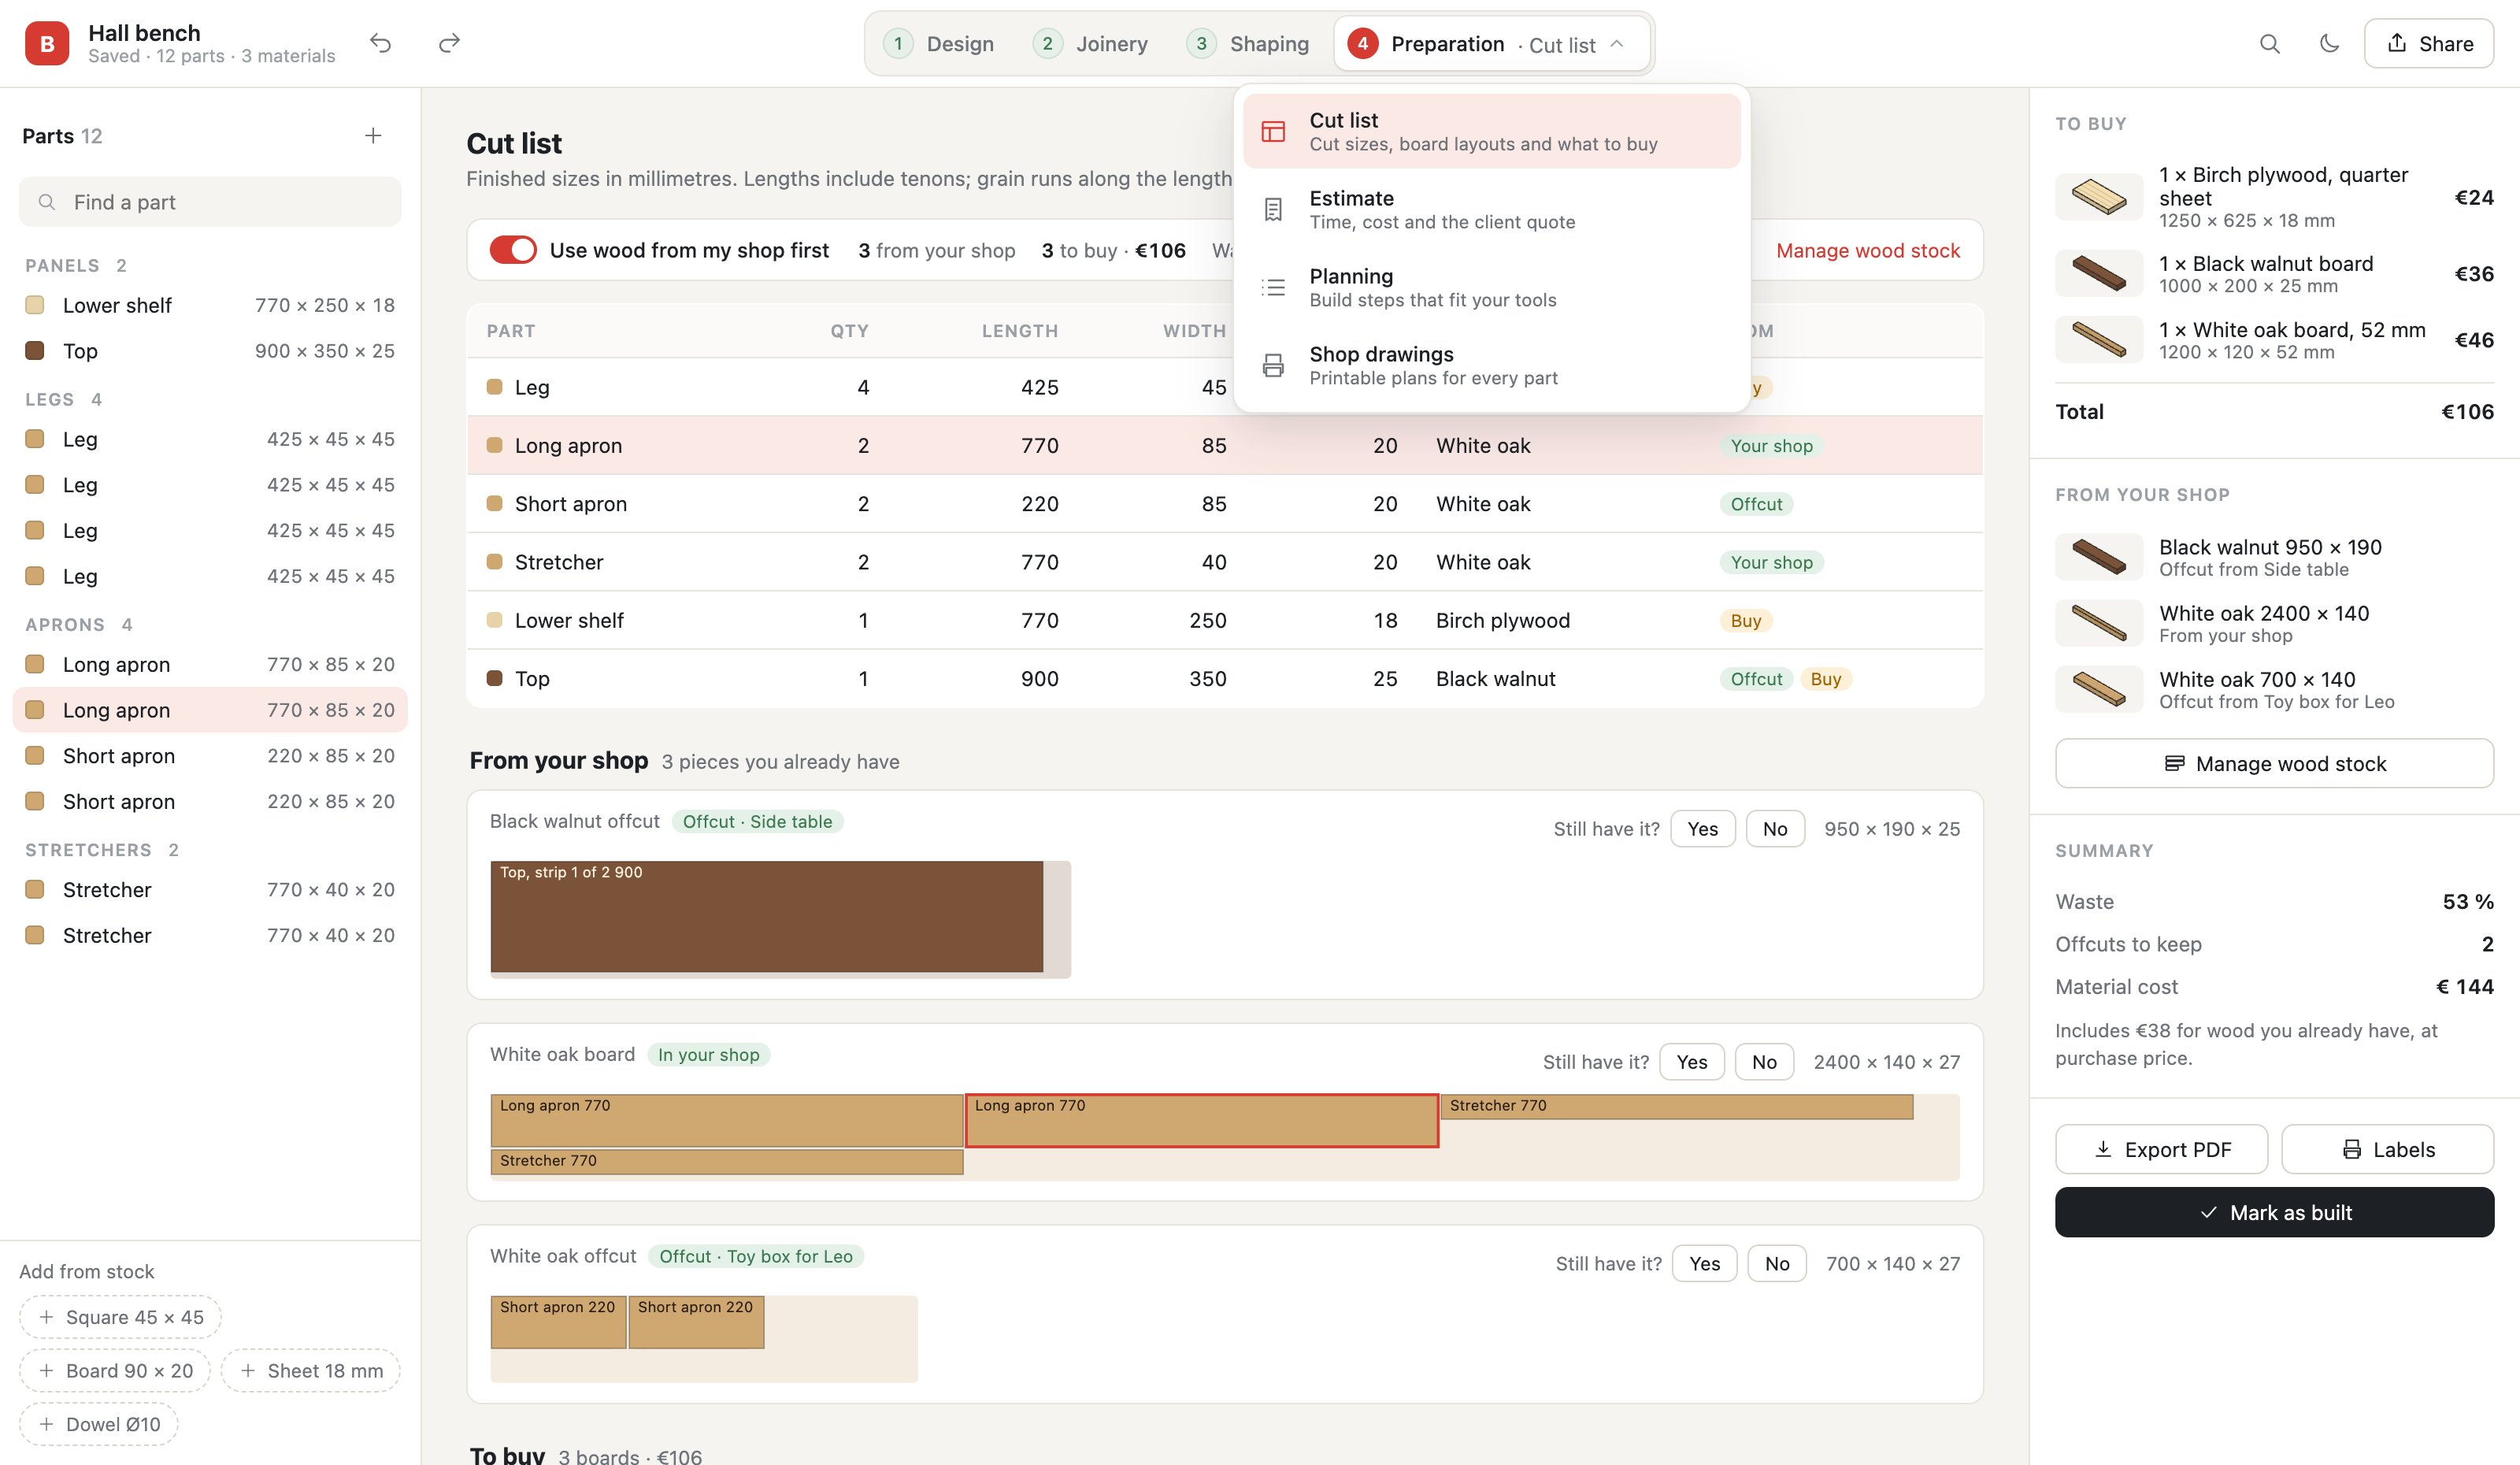 B
Hall bench
Saved · 12 parts · 3 materials
1 Design
2 Joinery
3 Shaping
4 Preparation · Cut list
Share
Cut list
Cut sizes, board layouts and what to buy
Estimate
Time, cost and the client quote
Planning
Build steps that fit your tools
Shop drawings
Printable plans for every part
Parts 12
Find a part
PANELS 2
Lower shelf 770 × 250 × 18
Top 900 × 350 × 25
LEGS 4
Leg 425 × 45 × 45
Leg 425 × 45 × 45
Leg 425 × 45 × 45
Leg 425 × 45 × 45
APRONS 4
Long apron 770 × 85 × 20
Long apron 770 × 85 × 20
Short apron 220 × 85 × 20
Short apron 220 × 85 × 20
STRETCHERS 2
Stretcher 770 × 40 × 20
Stretcher 770 × 40 × 20
Add from stock
Square 45 × 45
Board 90 × 20
Sheet 18 mm
Dowel Ø10
Cut list
Finished sizes in millimetres. Lengths include tenons; grain runs along the length
Use wood from my shop first 3 from your shop 3 to buy · €106
Manage wood stock
PART QTY LENGTH WIDTH
Leg 4 425 45
Long apron 2 770 85 20 White oak Your shop
Short apron 2 220 85 20 White oak Offcut
Stretcher 2 770 40 20 White oak Your shop
Lower shelf 1 770 250 18 Birch plywood Buy
Top 1 900 350 25 Black walnut Offcut Buy
From your shop 3 pieces you already have
Black walnut offcut Offcut · Side table
Still have it? Yes No 950 × 190 × 25
Top, strip 1 of 2 900
White oak board In your shop
Still have it? Yes No 2400 × 140 × 27
Long apron 770
Long apron 770
Stretcher 770
Stretcher 770
White oak offcut Offcut · Toy box for Leo
Still have it? Yes No 700 × 140 × 27
Short apron 220
Short apron 220
To buy 3 boards · €106
TO BUY
1 × Birch plywood, quarter
sheet
1250 × 625 × 18 mm
€24
1 × Black walnut board
1000 × 200 × 25 mm
€36
1 × White oak board, 52 mm
1200 × 120 × 52 mm
€46
Total €106
FROM YOUR SHOP
Black walnut 950 × 190
Offcut from Side table
White oak 2400 × 140
From your shop
White oak 700 × 140
Offcut from Toy box for Leo
Manage wood stock
SUMMARY
Waste 53 %
Offcuts to keep 2
Material cost € 144
Includes €38 for wood you already have, at
purchase price.
Export PDF
Labels
Mark as built